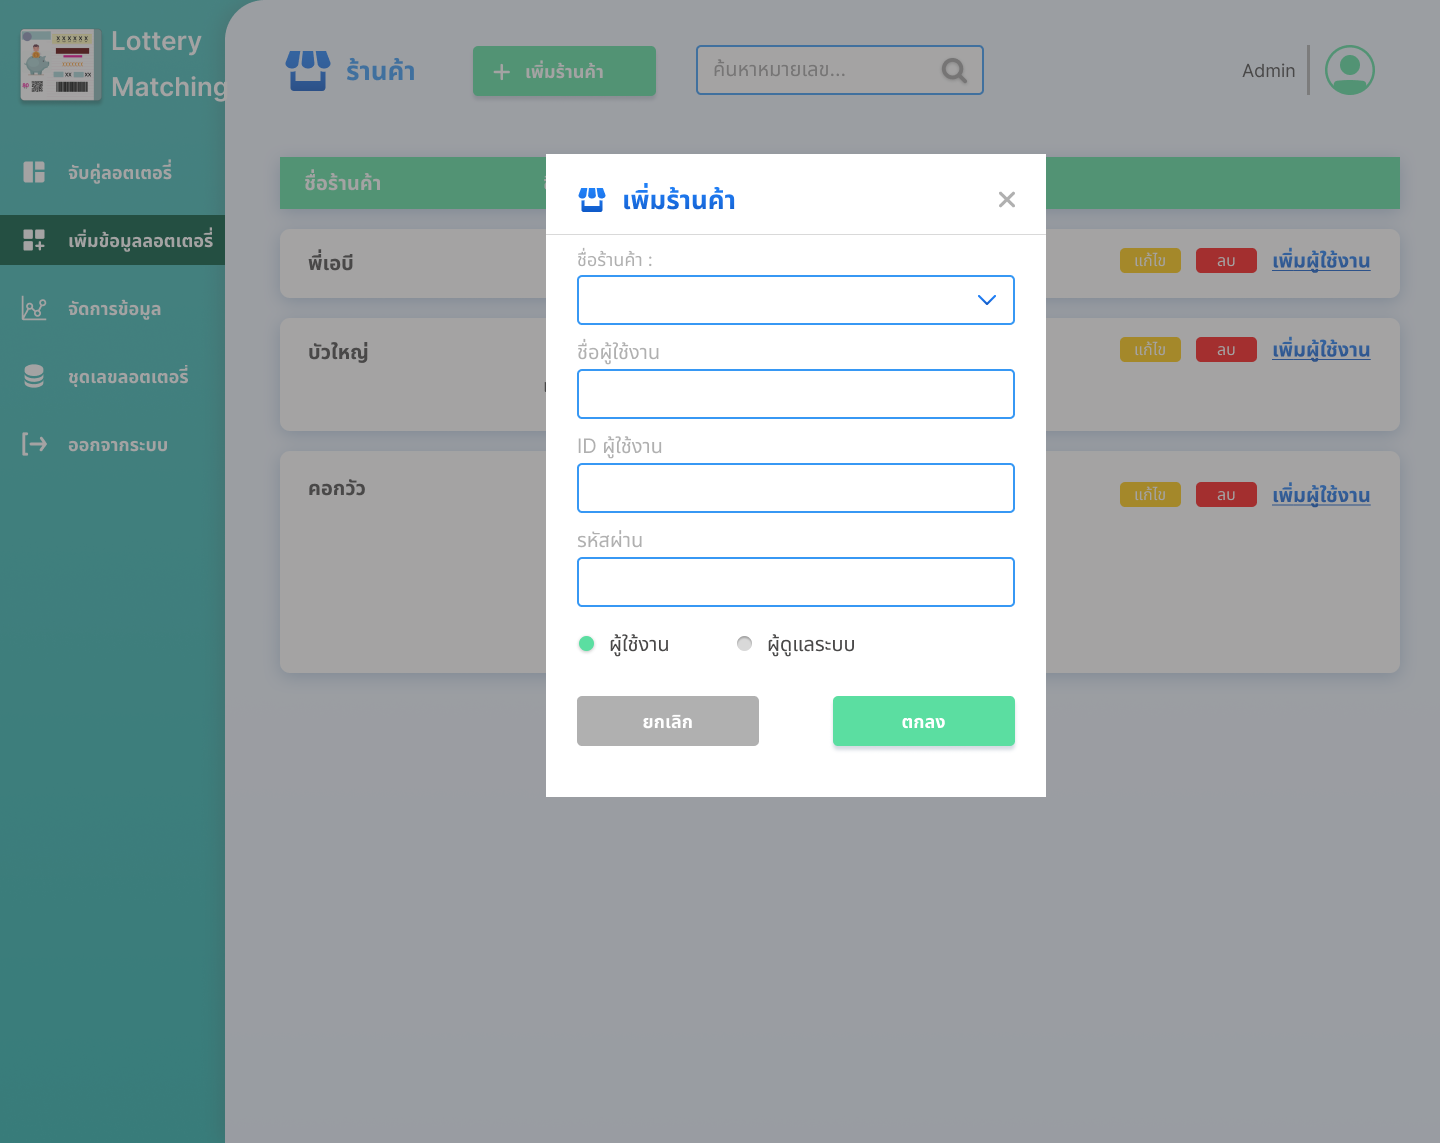 Lottery
Matching
จับคู่ลอตเตอรี่
เพิ่มข้อมูลลอตเตอรี่
จัดการข้อมูล
ชุดเลขลอตเตอรี่
ออกจากระบบ
ร้านค้า
เพิ่มร้านค้า
ค้นหาหมายเลข...
Admin
ชื่อร้านค้า
พี่เอบี
แก้ไข ลบ เพิ่มผู้ใช้งาน
บัวใหญ่
แก้ไข ลบ เพิ่มผู้ใช้งาน
คอกวัว
แก้ไข ลบ เพิ่มผู้ใช้งาน
เพิ่มร้านค้า
ชื่อร้านค้า :
ชื่อผู้ใช้งาน
ID ผู้ใช้งาน
รหัสผ่าน
ผู้ใช้งาน ผู้ดูแลระบบ
ยกเลิก ตกลง